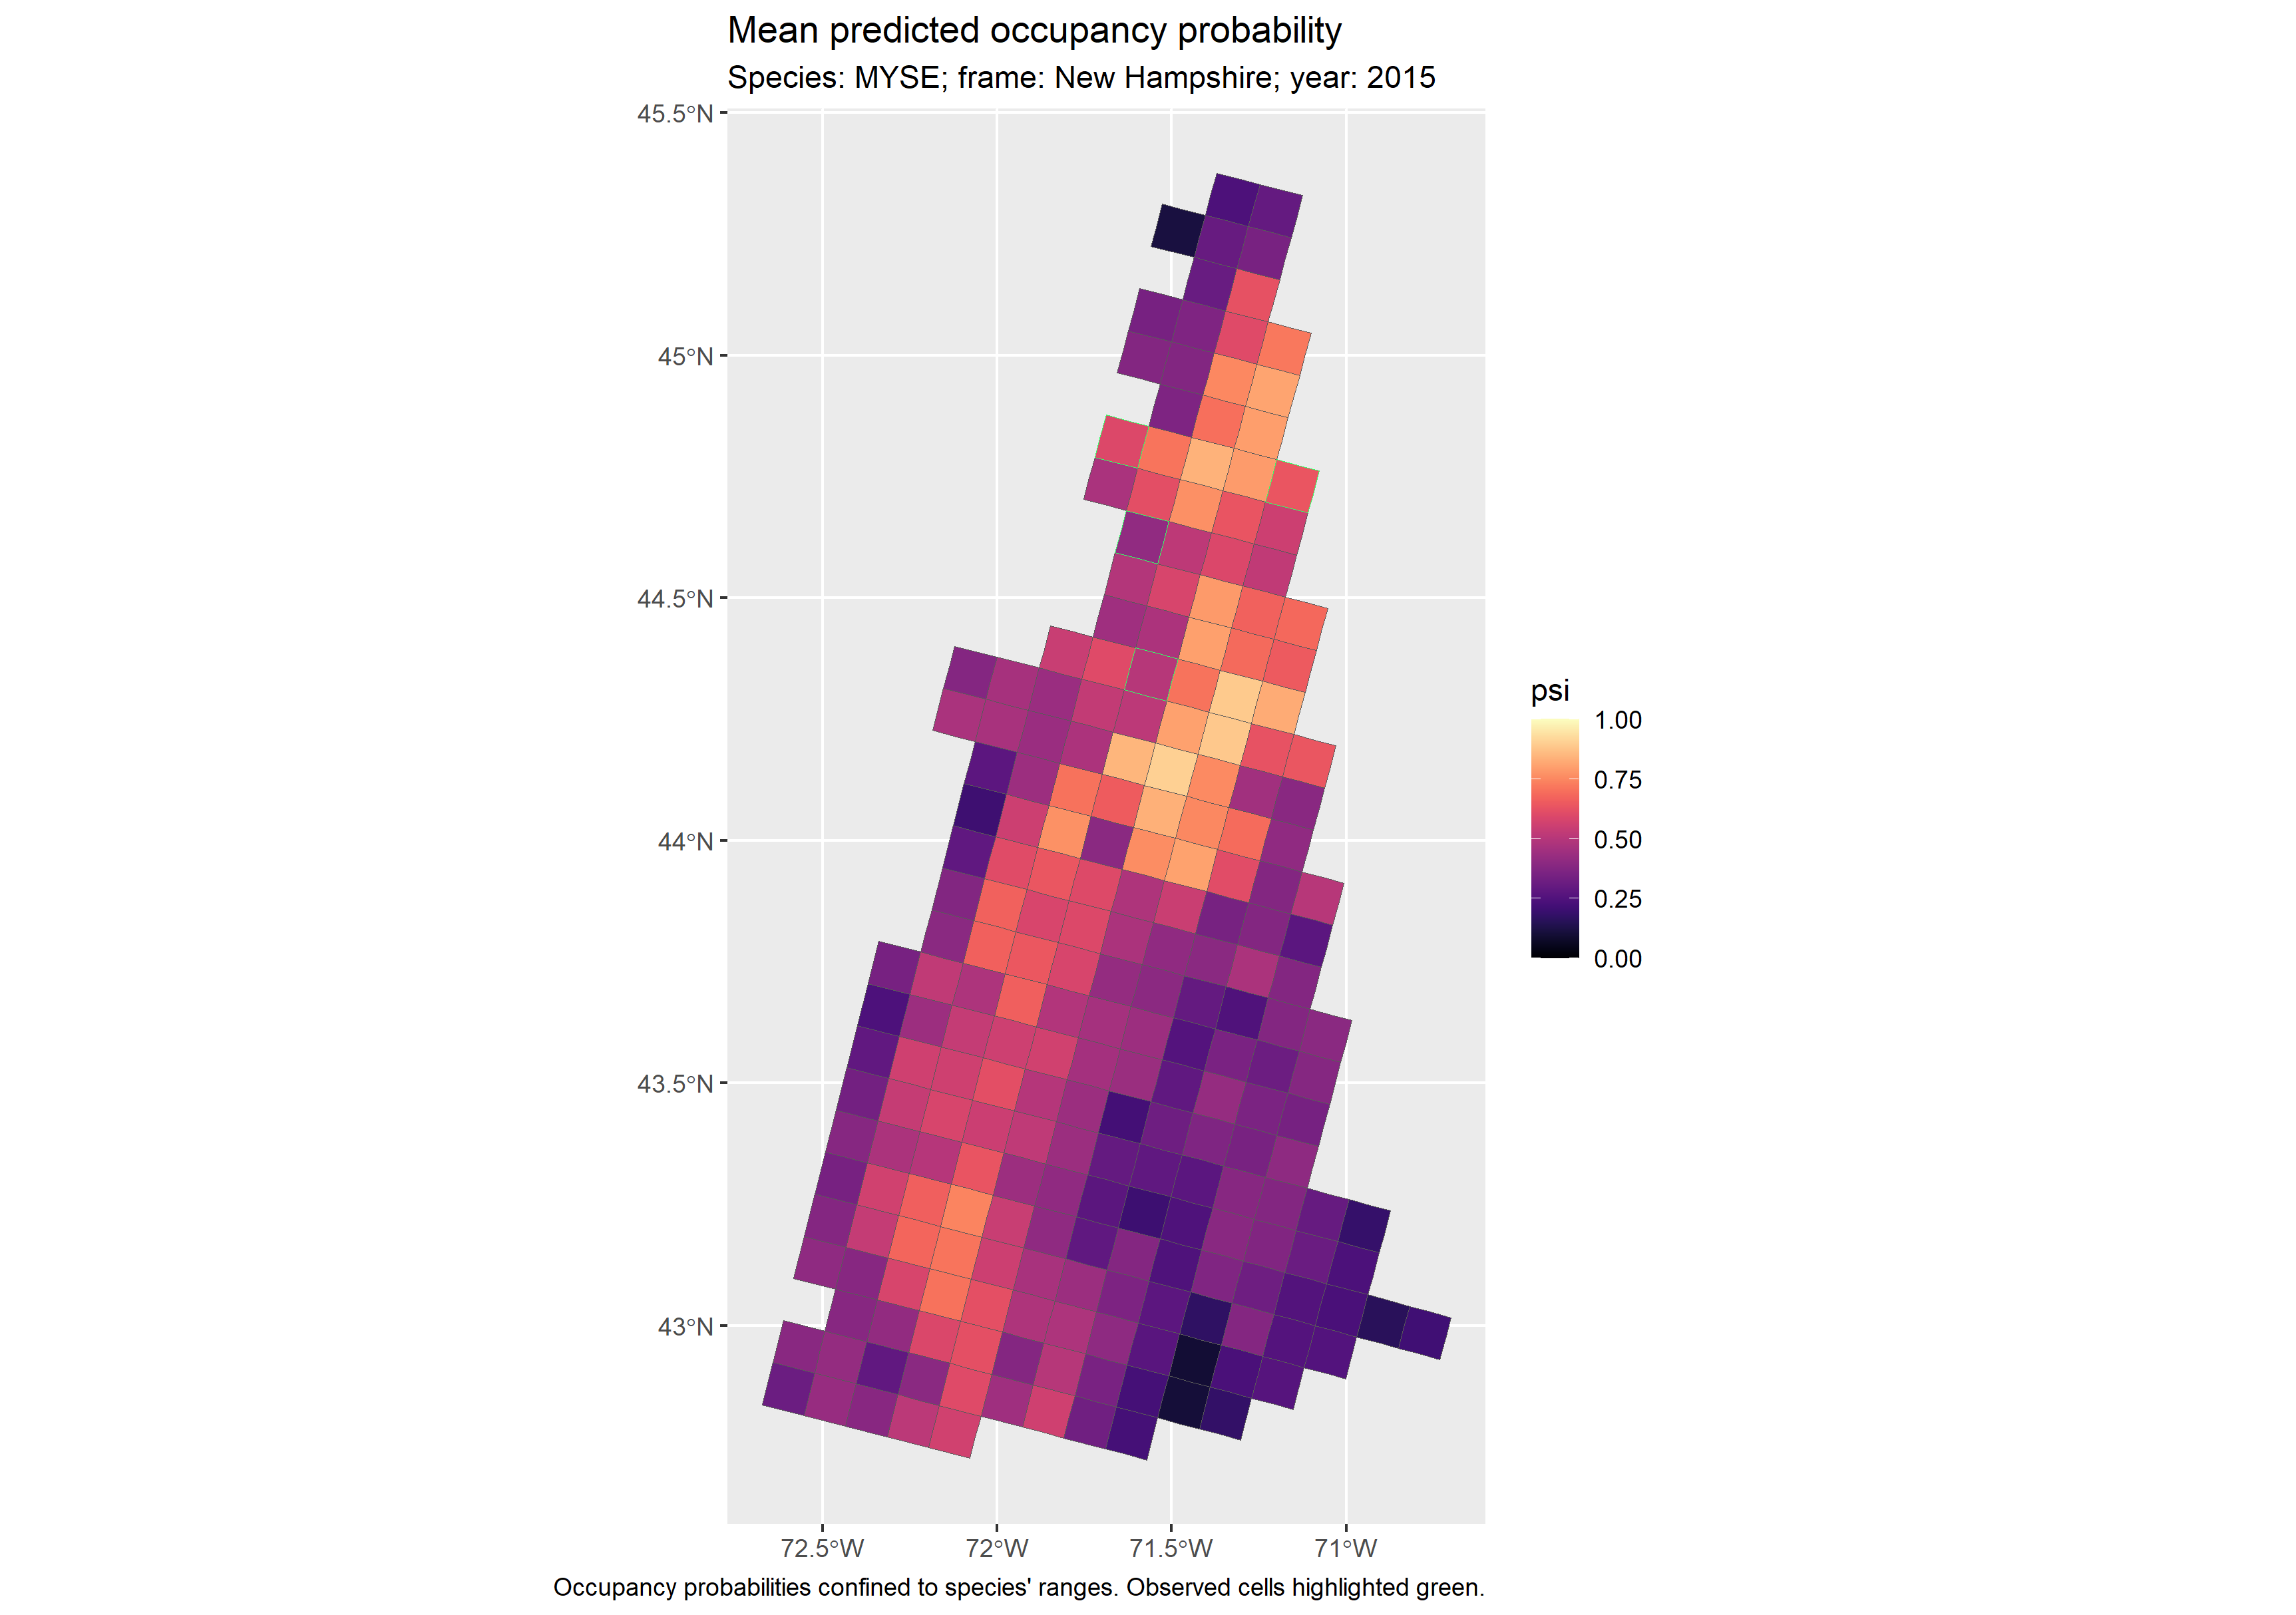 Mean predicted occupancy probability
Species: MYSE; frame: New Hampshire; year: 2015
45.5°N
45°N
44.5°N
44°N
43.5°N
43°N
72.5°W
72°W
71.5°W
71°W
psi
1.00
0.75
0.50
0.25
0.00
Occupancy probabilities confined to species' ranges. Observed cells highlighted green.